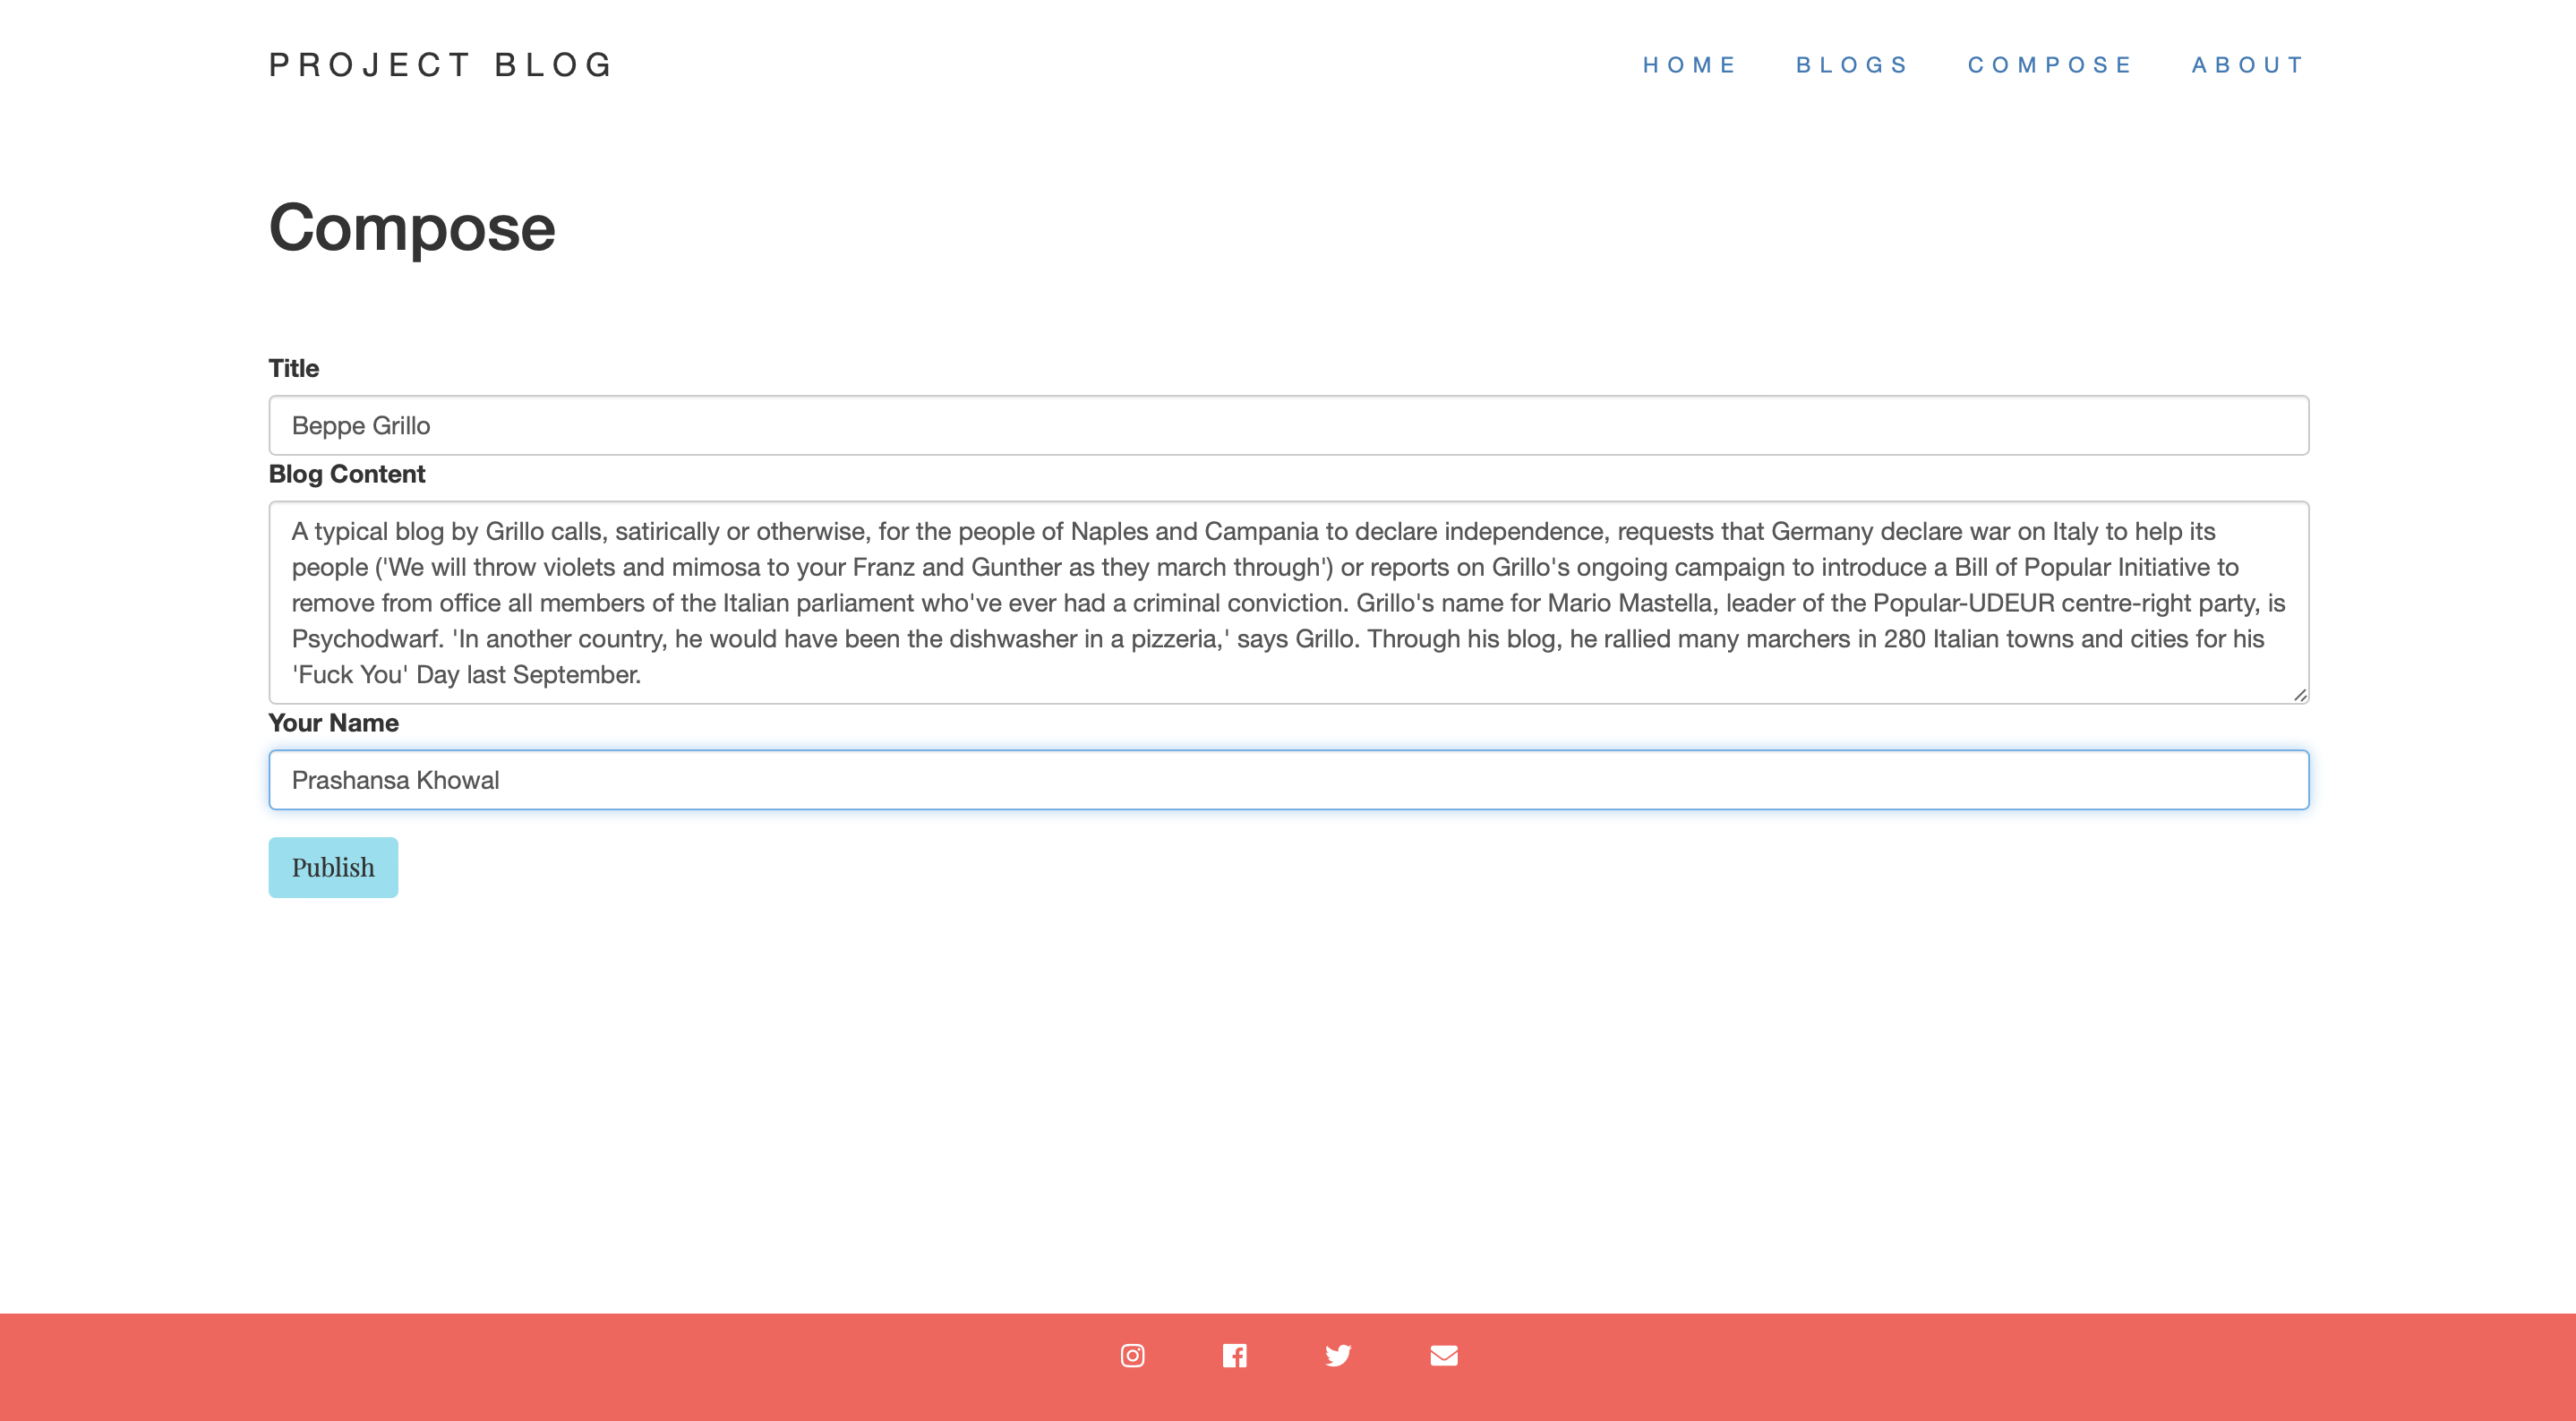 PROJECT BLOG
HOME BLOGS COMPOSE ABOUT
Compose
Title
Beppe Grillo
Blog Content
A typical blog by Grillo calls, satirically or otherwise, for the people of Naples and Campania to declare independence, requests that Germany declare war on Italy to help its
people ('We will throw violets and mimosa to your Franz and Gunther as they march through') or reports on Grillo's ongoing campaign to introduce a Bill of Popular Initiative to
remove from office all members of the Italian parliament who've ever had a criminal conviction. Grillo's name for Mario Mastella, leader of the Popular-UDEUR centre-right party, is
Psychodwarf. 'In another country, he would have been the dishwasher in a pizzeria,' says Grillo. Through his blog, he rallied many marchers in 280 Italian towns and cities for his
'Fuck You' Day last September.
Your Name
Prashansa Khowal
Publish